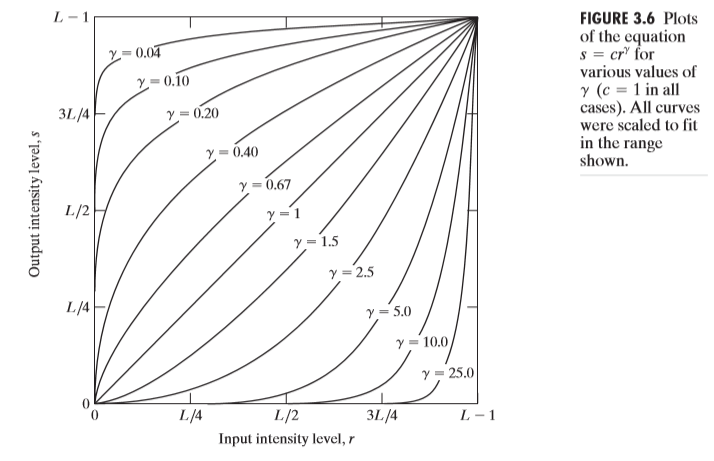 L − 1
γ = 0.04
γ = 0.10
3L/4
γ = 0.20
γ = 0.40
γ = 0.67
L/2
γ = 1
γ = 1.5
γ = 2.5
L/4
γ = 5.0
γ = 10.0
γ = 25.0
0
0
L/4
L/2
3L/4
L − 1
Output intensity level, s
Input intensity level, r
FIGURE 3.6 Plots
of the equation
s = crᵞ for
various values of
γ (c = 1 in all
cases). All curves
were scaled to fit
in the range
shown.